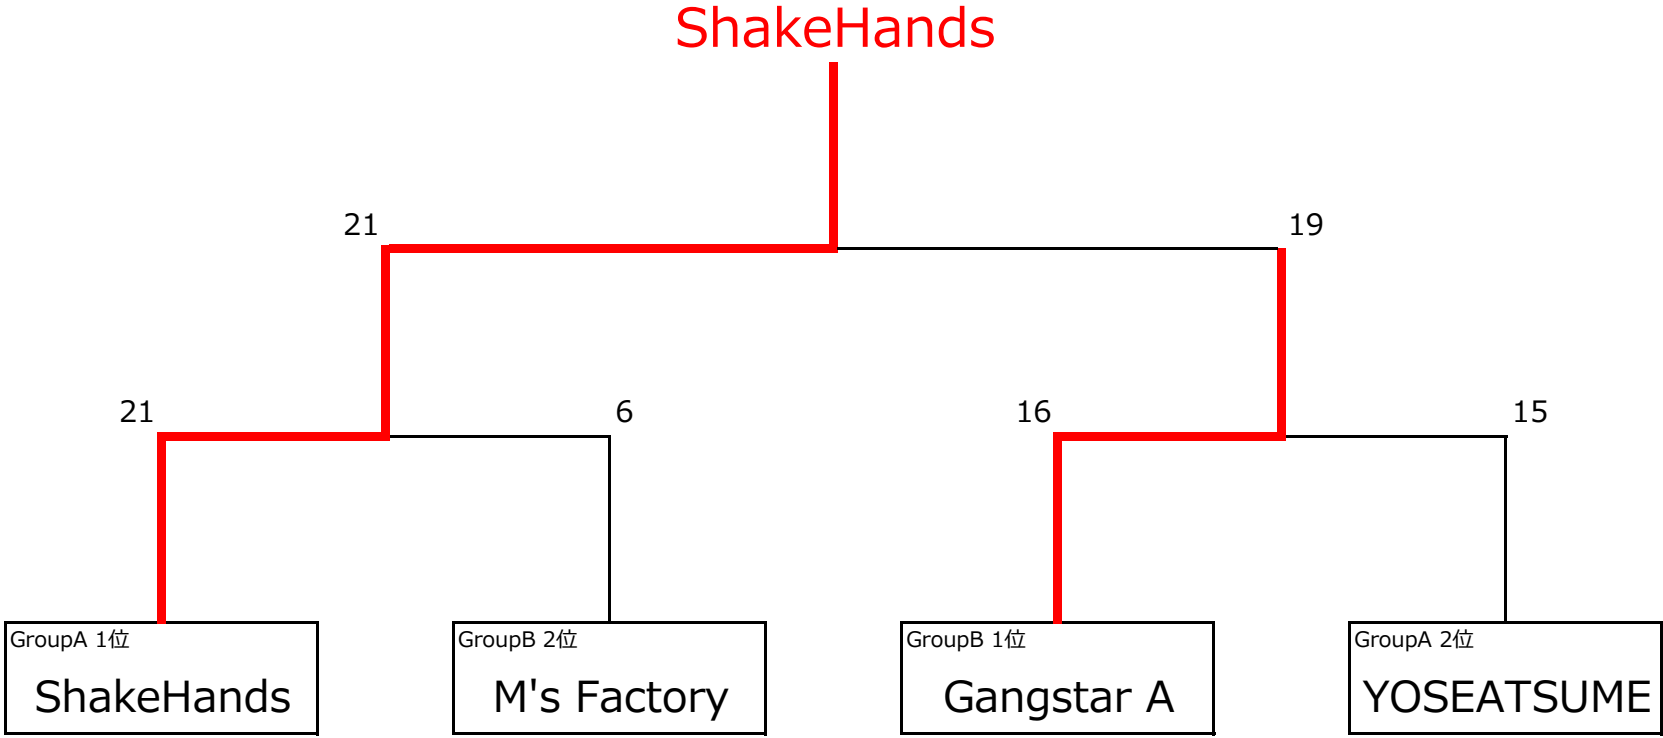 ShakeHands
21
19
21
6
16
15
GroupA 1位
ShakeHands
GroupB 2位
M's Factory
GroupB 1位
Gangstar A
GroupA 2位
YOSEATSUME